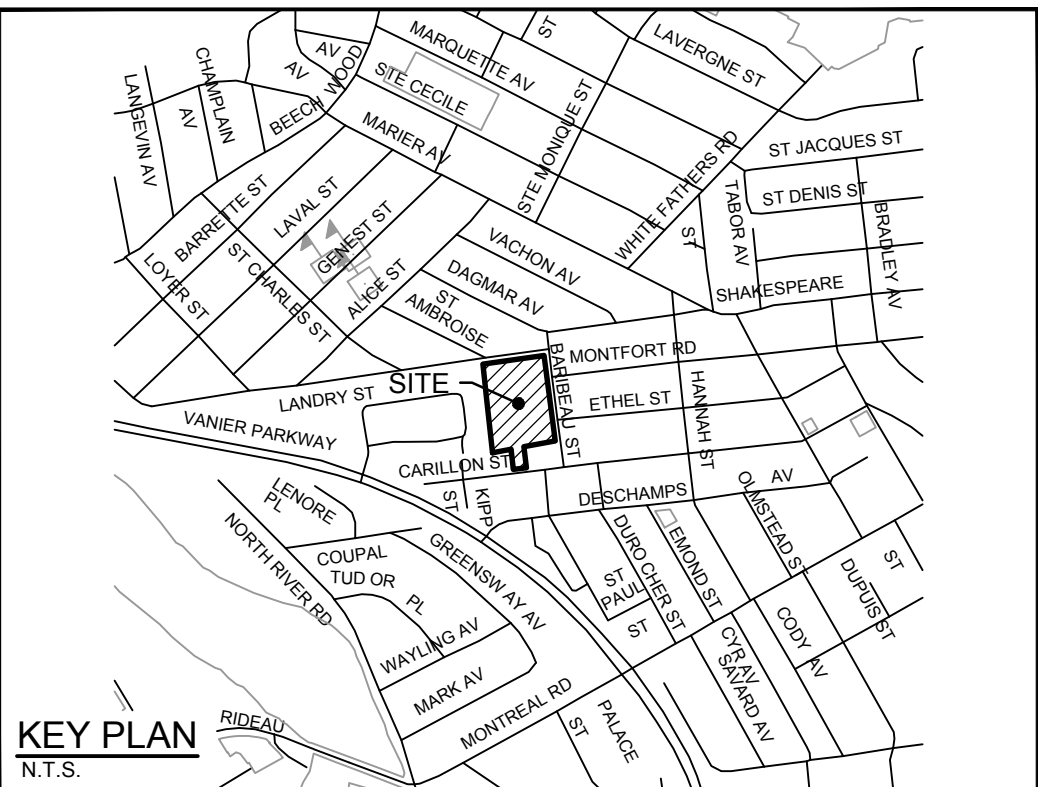 ST
LAVERGNE ST
MARQUETTE AV
AV
AV
WOOD
BEECH
STE CECILE
CHAMPLAIN
AV
LANGEVIN AV
MARIER AV
STE MONIQUE ST
WHITE FATHERS RD
ST
ST JACQUES ST
ST DENIS ST
TABOR AV
BRADLEY AV
SHAKESPEARE
BARRETTE ST
LAVAL ST
GENEST ST
ALICE ST
LOYER ST
ST CHARLES ST
VACHON AV
DAGMAR AV
ST
AMBROISE
MONTFORT RD
BARIBEAU ST
ETHEL ST
HANNAH ST
SITE
LANDRY ST
VANIER PARKWAY
CARILLON ST
ST
KIPP
DESCHAMPS
AV
OLMSTEAD ST
LENORE
PL
NORTH RIVER RD
COUPAL
TUD OR
PL
GREENSW AY AV
WAYLING AV
MARK AV
MONTREAL RD
ST
PAUL
ST
DURO CHER ST
EMOND ST
CYR AV
SAVARD AV
CODY AV
DUPUIS ST
ST
PALACE
ST
RIDEAU
KEY PLAN
N.T.S.